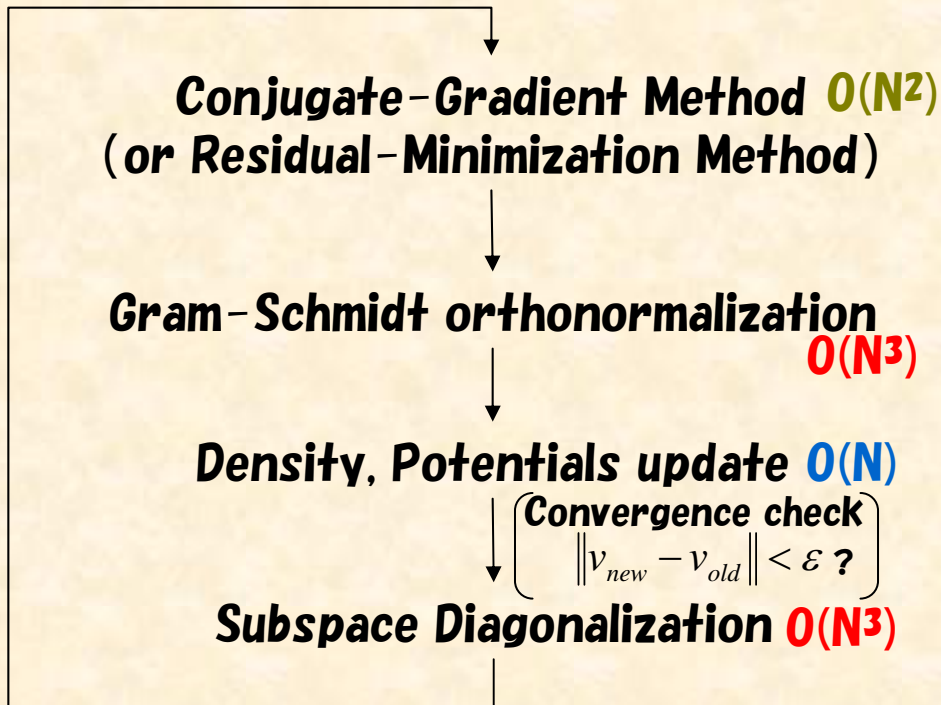 Conjugate-Gradient Method O(N²)
(or Residual-Minimization Method)
Gram-Schmidt orthonormalization
O(N³)
Density, Potentials update O(N)
Convergence check
‖v_new − v_old‖ < ε ?
Subspace Diagonalization O(N³)